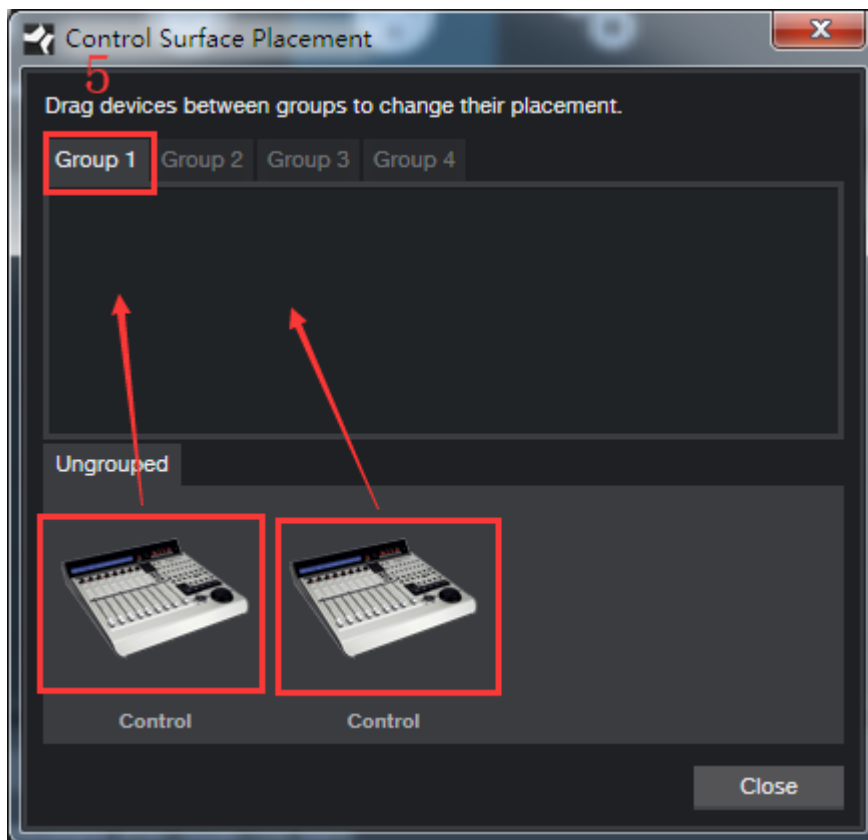 Control Surface Placement
5
Drag devices between groups to change their placement.
Group 1 Group 2 Group 3 Group 4
Ungrouped
Control Control
Close